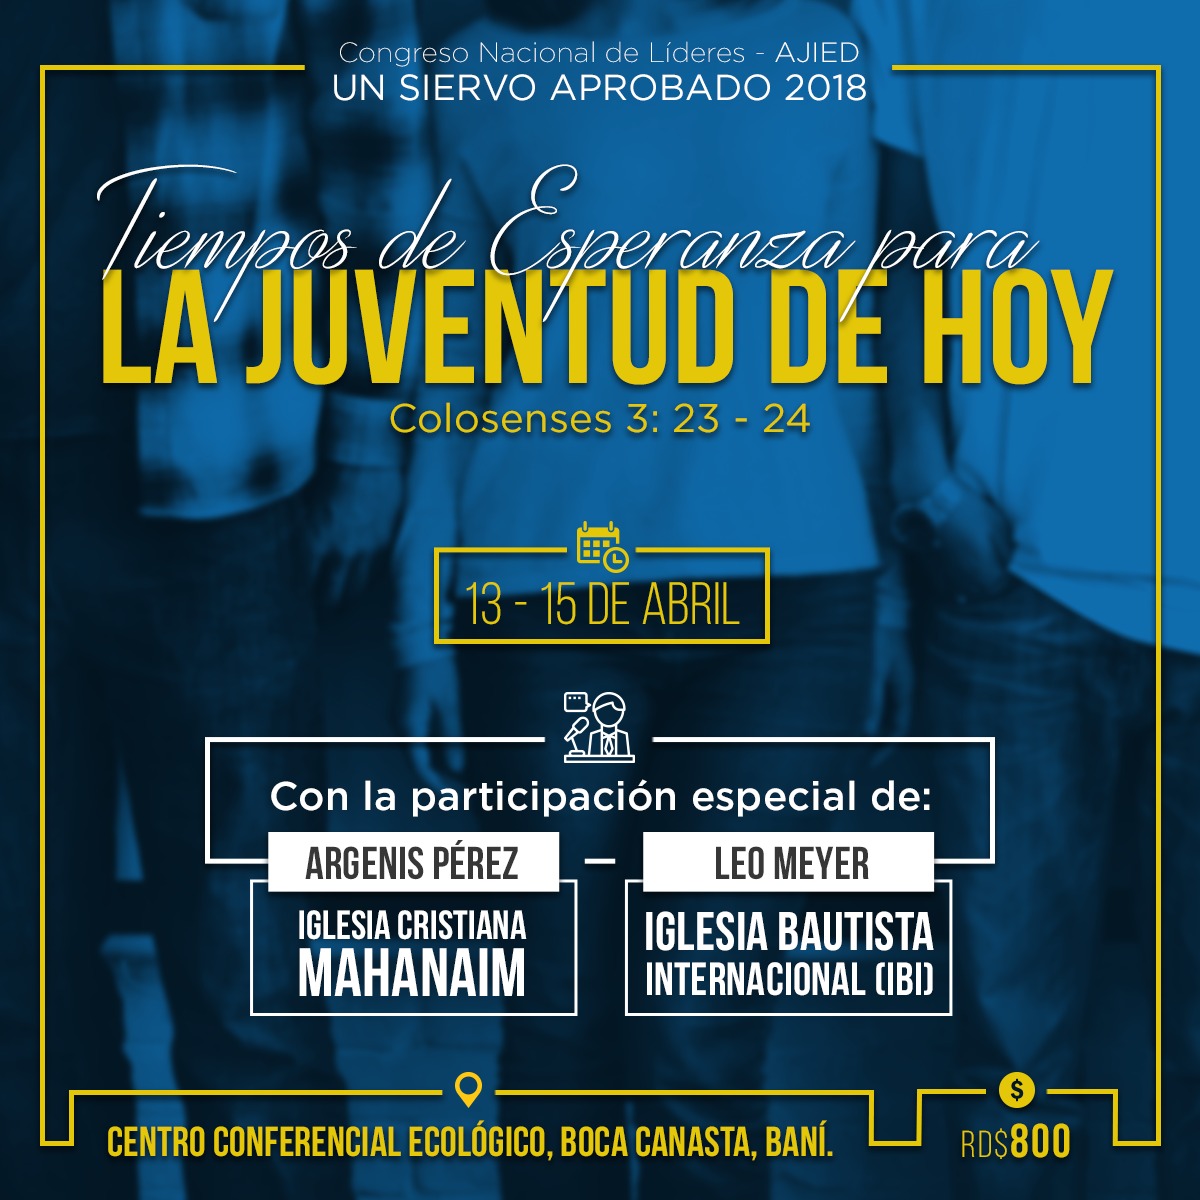 Congreso Nacional de Líderes - AJIED
UN SIERVO APROBADO 2018
Tiempos de Esperanza para
LA JUVENTUD DE HOY
Colosenses 3: 23 - 24
13 - 15 DE ABRIL
Con la participación especial de:
ARGENIS PÉREZ
IGLESIA CRISTIANA
MAHANAIM
LEO MEYER
IGLESIA BAUTISTA
INTERNACIONAL (IBI)
CENTRO CONFERENCIAL ECOLÓGICO, BOCA CANASTA, BANÍ.
$
RD$800